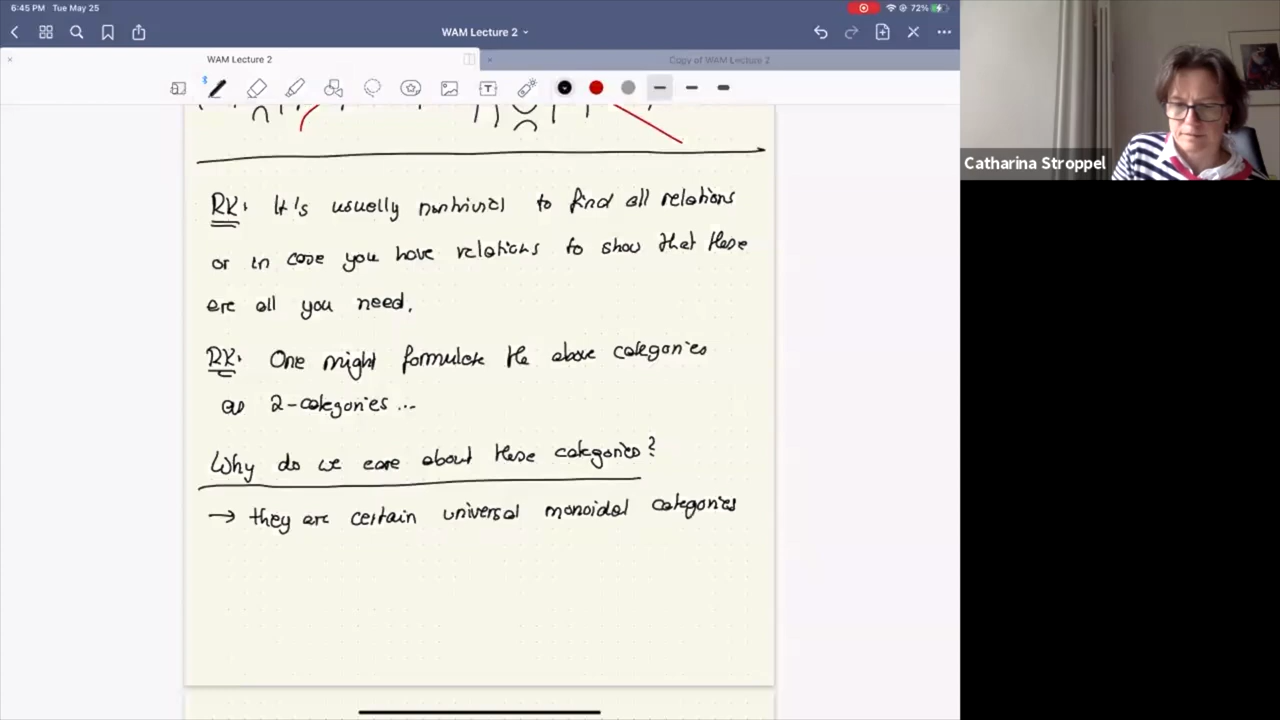 6:45 PM Tue May 25
72%
WAM Lecture 2
WAM Lecture 2
Copy of WAM Lecture 2
Catharina Stroppel
RK: It's usually nontrivial to find all relations
or in case you have relations to show that these
are all you need.
RK: One might formulate the above categories
as 2-categories ...
Why do we care about these categories?
→ they are certain universal monoidal categories